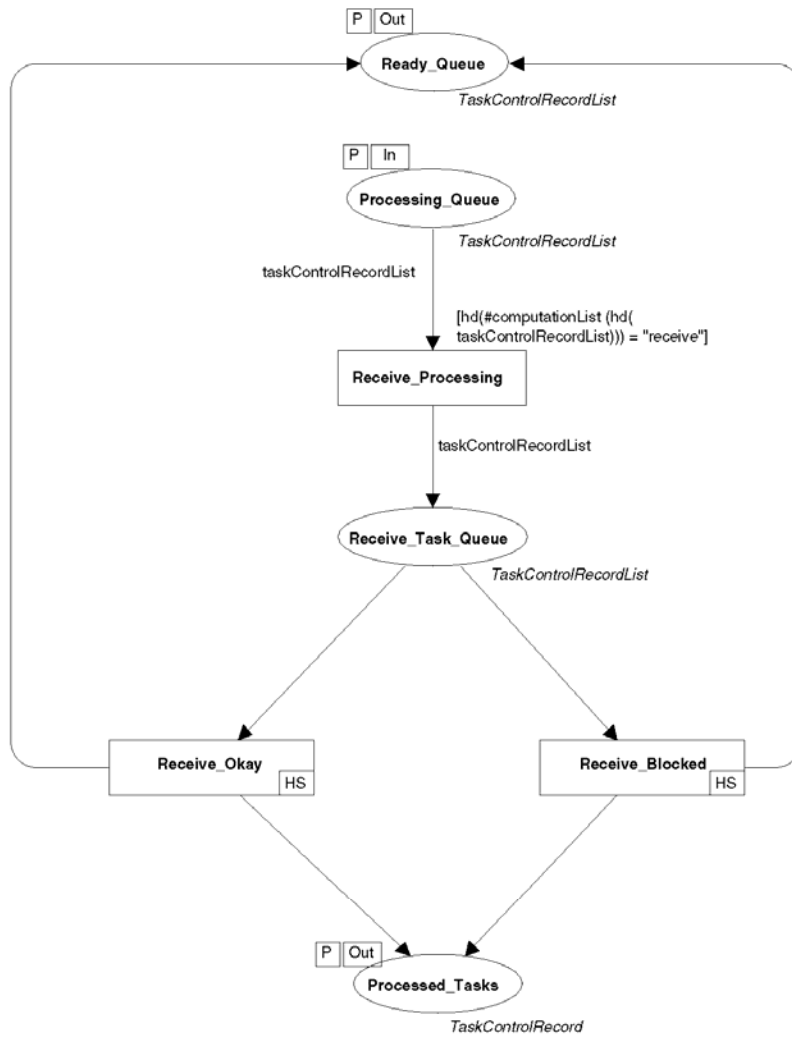 P Out
Ready_Queue
TaskControlRecordList
P In
Processing_Queue
TaskControlRecordList
taskControlRecordList
[hd(#computationList (hd(
taskControlRecordList))) = "receive"]
Receive_Processing
taskControlRecordList
Receive_Task_Queue
TaskControlRecordList
Receive_Okay
HS
Receive_Blocked
HS
P Out
Processed_Tasks
TaskControlRecord